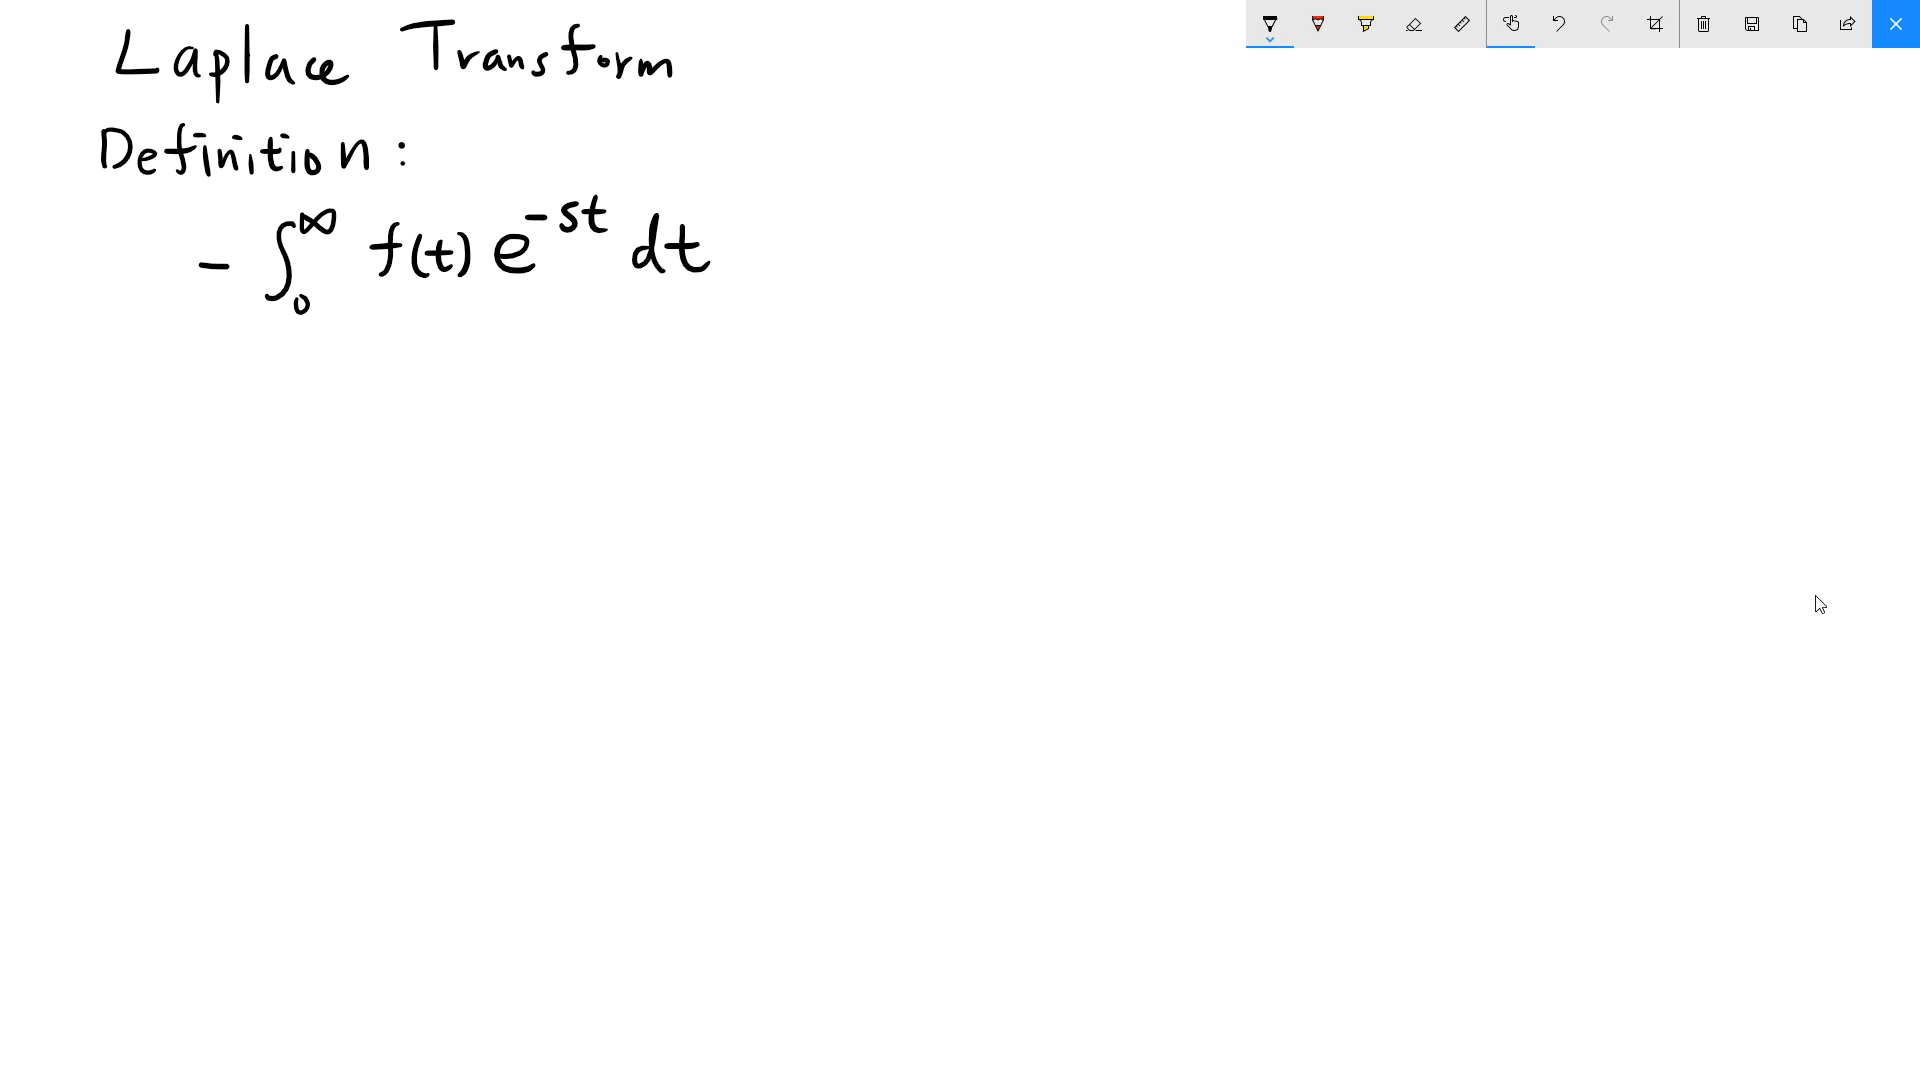 Laplace Transform
Definition:
- ∫₀^∞ f(t) e^{-st} dt